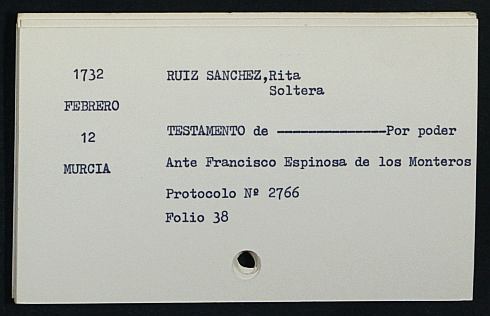 1732 RUIZ SANCHEZ,Rita
Soltera
FEBRERO
12 TESTAMENTO de ---------------Por poder
MURCIA Ante Francisco Espinosa de los Monteros
Protocolo Nº 2766
Folio 38